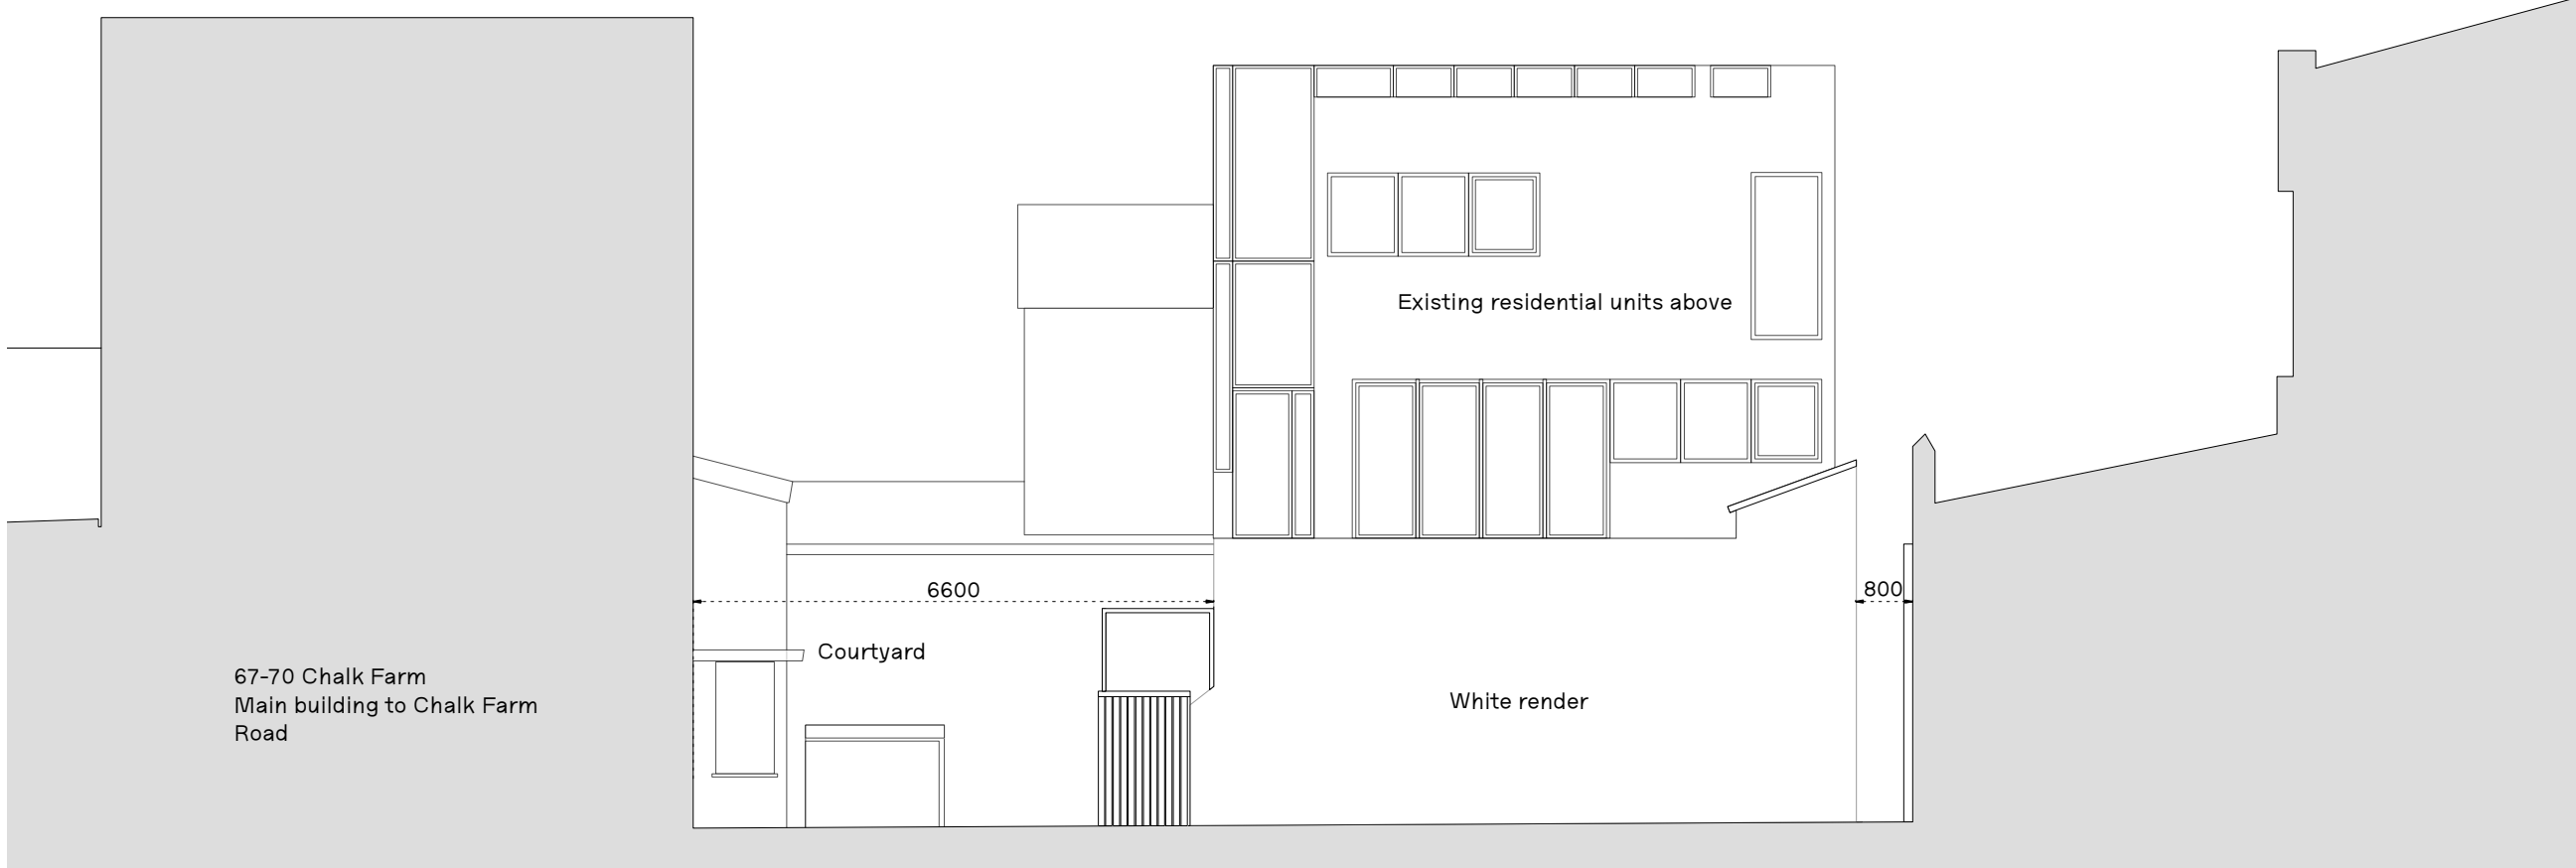 Existing residential units above
6600
800
Courtyard
67-70 Chalk Farm
Main building to Chalk Farm
Road
White render